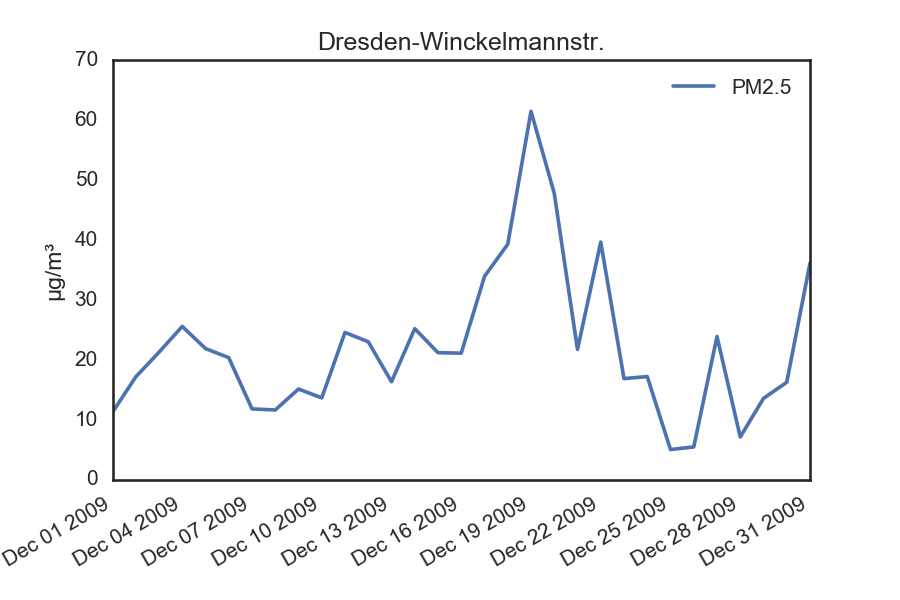 Dresden-Winckelmannstr.
70
60
50
40
30
20
10
0
µg/m³
PM2.5
Dec 01 2009
Dec 04 2009
Dec 07 2009
Dec 10 2009
Dec 13 2009
Dec 16 2009
Dec 19 2009
Dec 22 2009
Dec 25 2009
Dec 28 2009
Dec 31 2009